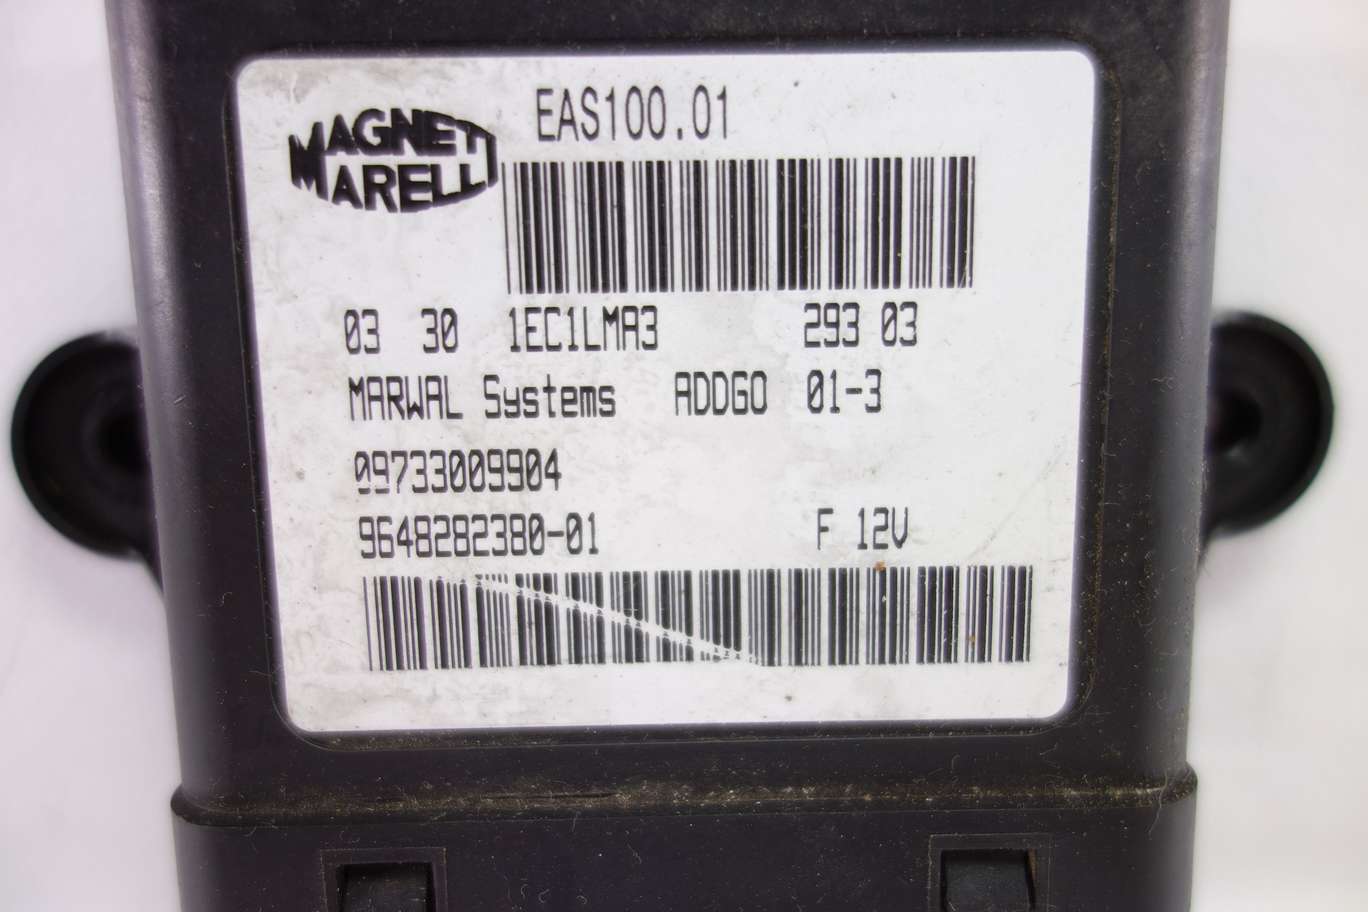 MAGNETI
MARELLI
EAS100.01
03 30 1EC1LMA3 293 03
MARWAL Systems ADDGO 01-3
09733009904
9648282380-01 F 12V